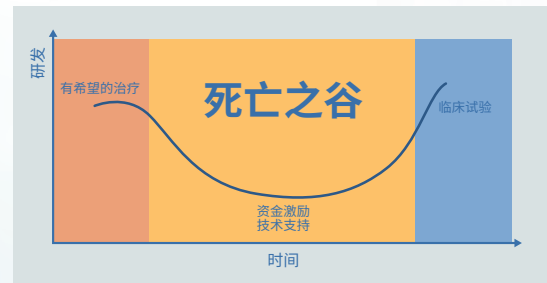 研发
有希望的治疗
死亡之谷
临床试验
资金激励
技术支持
时间